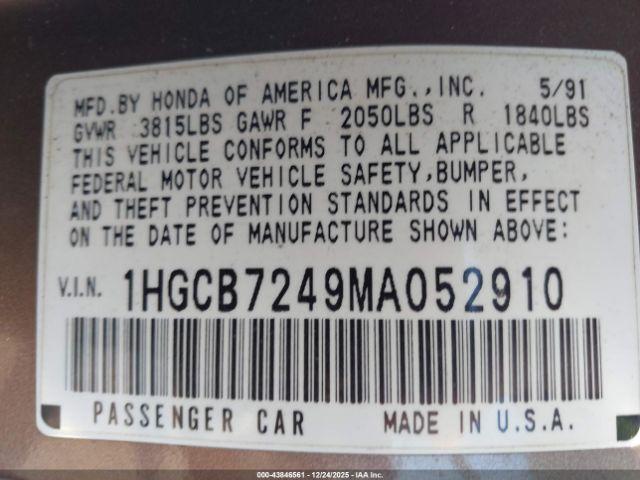 MFD.BY HONDA OF AMERICA MFG.,INC. 5/91
GVWR 3815LBS GAWR F 2050LBS R 1840LBS
THIS VEHICLE CONFORMS TO ALL APPLICABLE
FEDERAL MOTOR VEHICLE SAFETY,BUMPER,
AND THEFT PREVENTION STANDARDS IN EFFECT
ON THE DATE OF MANUFACTURE SHOWN ABOVE:
V.I.N. 1HGCB7249MA052910
PASSENGER CAR MADE IN U.S.A.
000-43846561 - 12/24/2025 - IAA Inc.